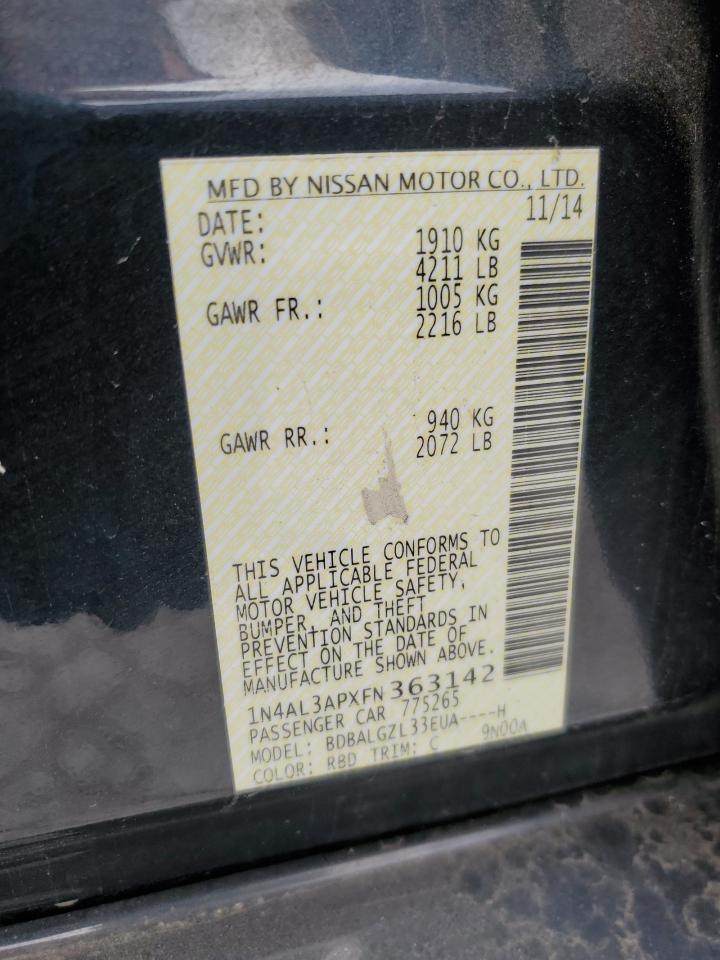 MFD BY NISSAN MOTOR CO., LTD.
DATE: 11/14
GVWR: 1910 KG
4211 LB
GAWR FR.: 1005 KG
2216 LB
GAWR RR.: 940 KG
2072 LB
THIS VEHICLE CONFORMS TO
ALL APPLICABLE FEDERAL
MOTOR VEHICLE SAFETY,
BUMPER, AND THEFT
PREVENTION STANDARDS IN
EFFECT ON THE DATE OF
MANUFACTURE SHOWN ABOVE.
1N4AL3APXFN363142
PASSENGER CAR 775265
MODEL: BDBALGZL33EUA----H
COLOR: RBD TRIM: C 9N00A